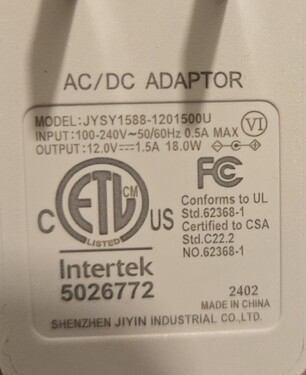 AC/DC ADAPTOR
MODEL:JYSY1588-1201500U
INPUT:100-240V~50/60Hz 0.5A MAX VI
OUTPUT:12.0V⎓1.5A 18.0W
FC
C ETL CM US
LISTED
Intertek
5026772
Conforms to UL
Std.62368-1
Certified to CSA
Std.C22.2
NO.62368-1
2402
MADE IN CHINA
SHENZHEN JIYIN INDUSTRIAL CO.,LTD.